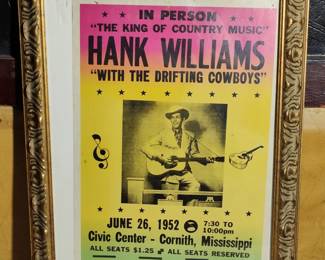 IN PERSON
"THE KING OF COUNTRY MUSIC"
HANK WILLIAMS
"WITH THE DRIFTING COWBOYS"
JUNE 26, 1952 7:30 TO
10:00pm
Civic Center - Cornith, Mississippi
ALL SEATS $1.25 ALL SEATS RESERVED